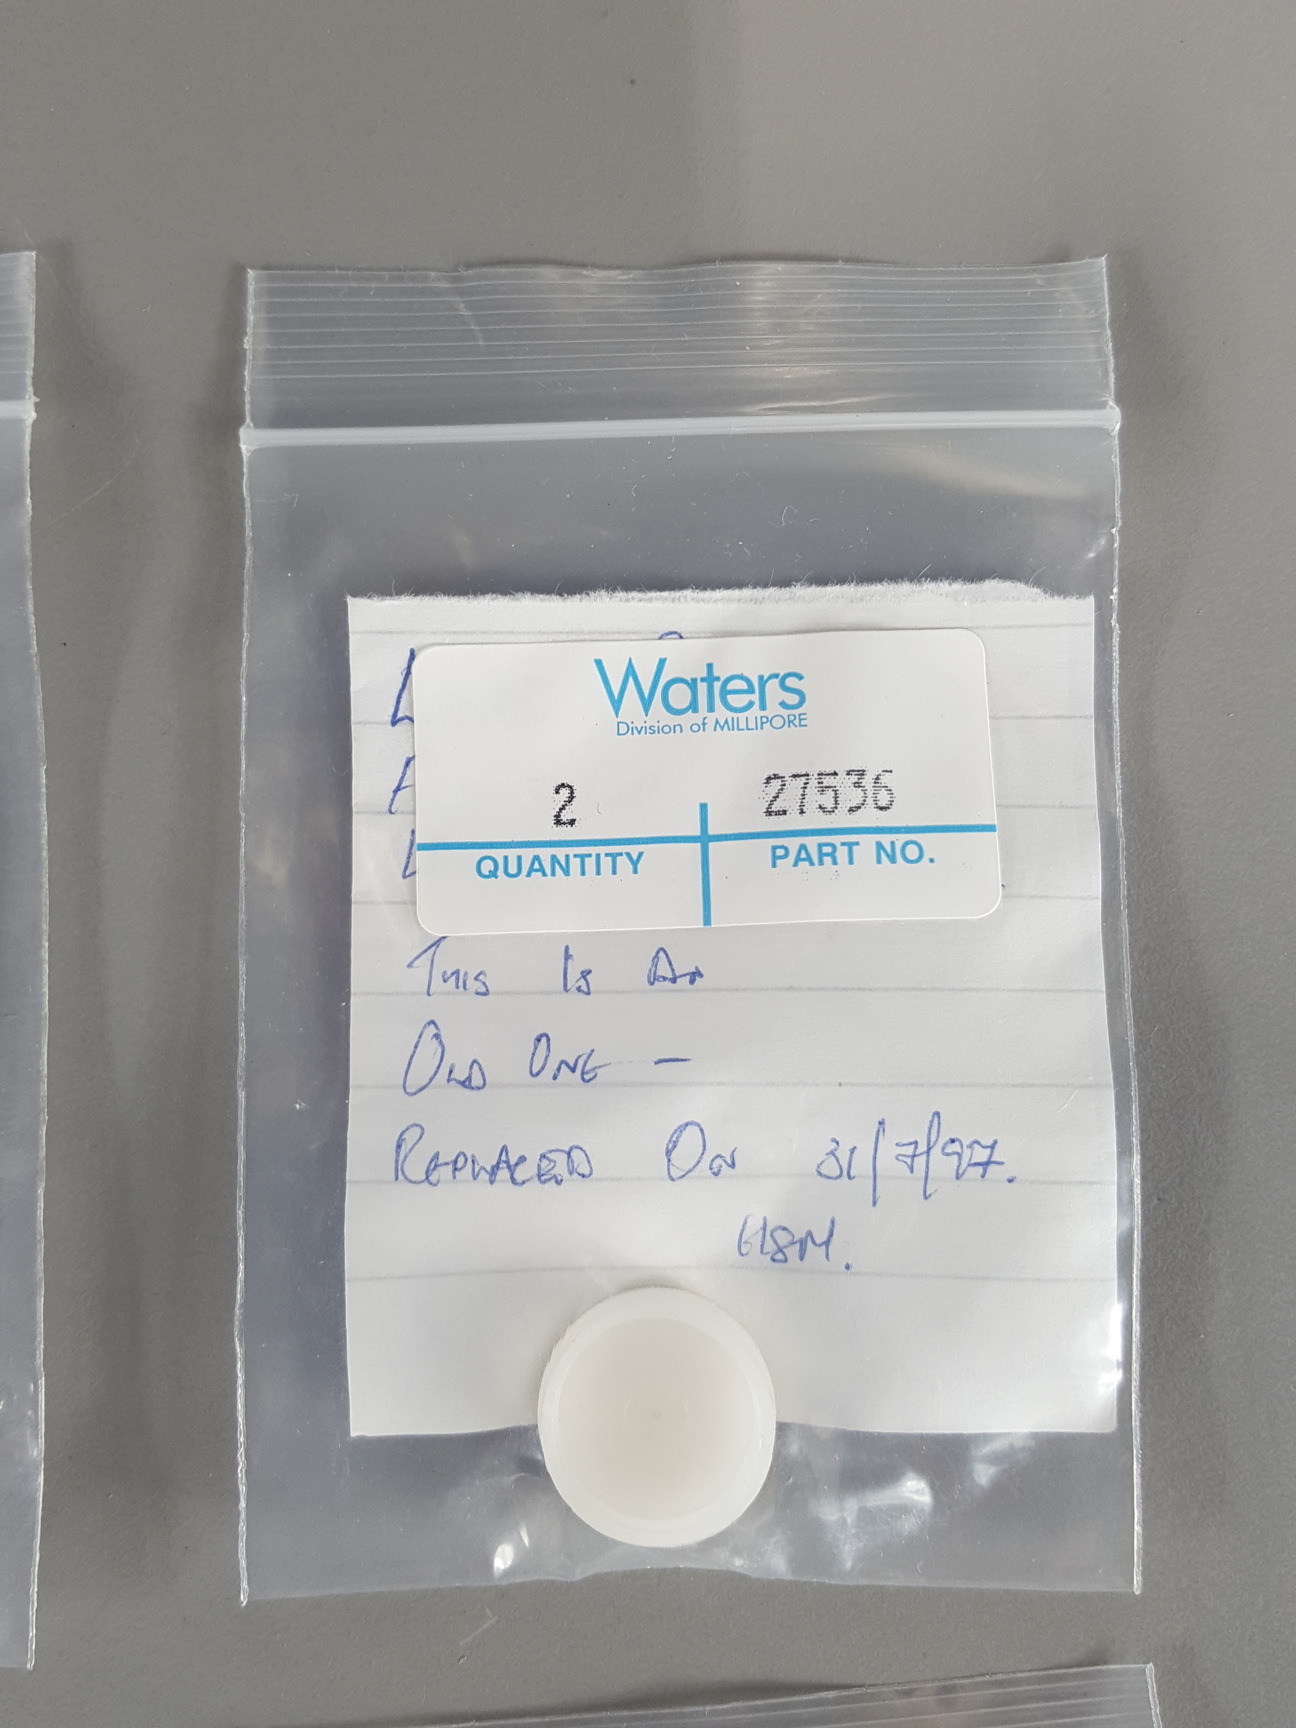 Waters
Division of MILLIPORE
2 27536
QUANTITY PART NO.
This Is An
OLD ONE -
REPLACED ON 31/7/97.